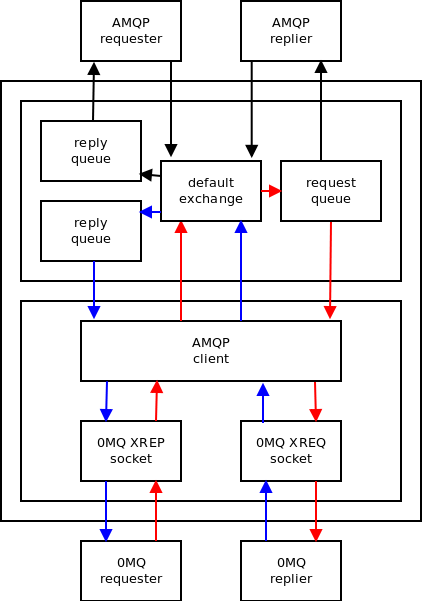 AMQP
requester
AMQP
replier
reply
queue
default
exchange
request
queue
reply
queue
AMQP
client
0MQ XREP
socket
0MQ XREQ
socket
0MQ
requester
0MQ
replier